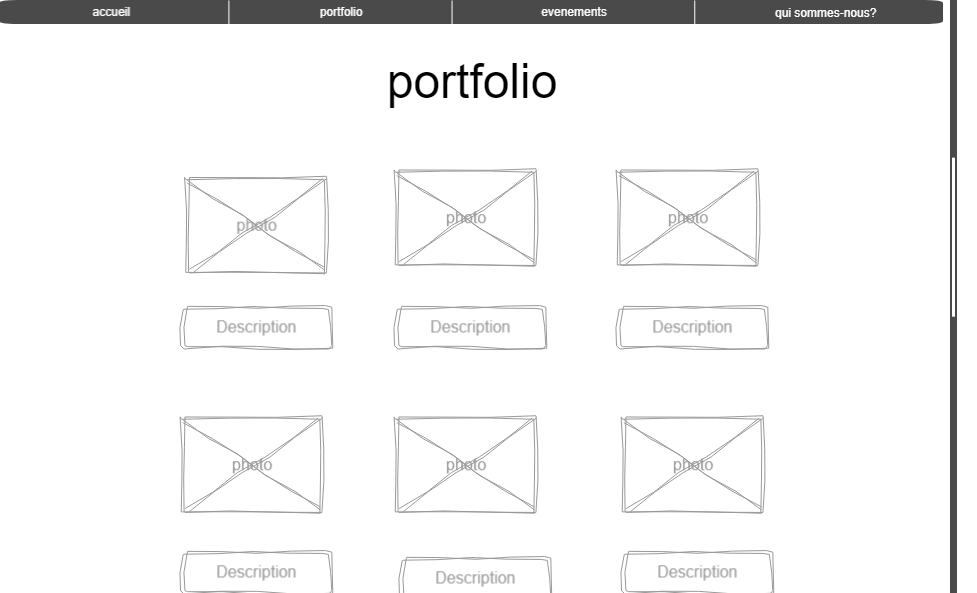 accueil portfolio evenements qui sommes-nous?
portfolio
photo photo photo
Description Description Description
photo photo photo
Description Description Description